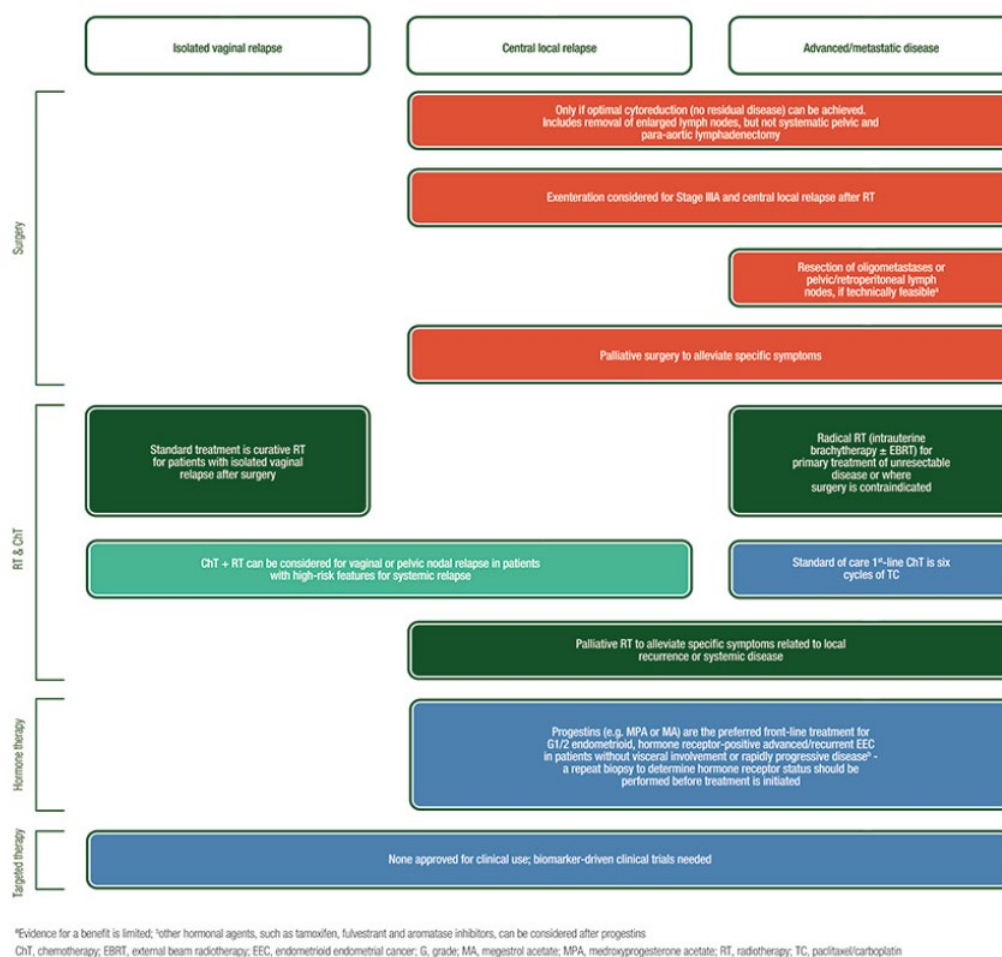 Isolated vaginal relapse
Central local relapse
Advanced/metastatic disease
Surgery
Only if optimal cytoreduction (no residual disease) can be achieved.
Includes removal of enlarged lymph nodes, but not systematic pelvic and
para-aortic lymphadenectomy
Exenteration considered for Stage IIIA and central local relapse after RT
Resection of oligometastases or
pelvic/retroperitoneal lymph
nodes, if technically feasibleᵃ
Palliative surgery to alleviate specific symptoms
RT & ChT
Standard treatment is curative RT
for patients with isolated vaginal
relapse after surgery
Radical RT (intrauterine
brachytherapy ± EBRT) for
primary treatment of unresectable
disease or where
surgery is contraindicated
ChT + RT can be considered for vaginal or pelvic nodal relapse in patients
with high-risk features for systemic relapse
Standard of care 1ˢᵗ-line ChT is six
cycles of TC
Palliative RT to alleviate specific symptoms related to local
recurrence or systemic disease
Hormone therapy
Progestins (e.g. MPA or MA) are the preferred front-line treatment for
G1/2 endometrioid, hormone receptor-positive advanced/recurrent EEC
in patients without visceral involvement or rapidly progressive diseaseᵇ -
a repeat biopsy to determine hormone receptor status should be
performed before treatment is initiated
Targeted therapy
None approved for clinical use; biomarker-driven clinical trials needed
ᵃEvidence for a benefit is limited; ᵇother hormonal agents, such as tamoxifen, fulvestrant and aromatase inhibitors, can be considered after progestins
ChT, chemotherapy; EBRT, external beam radiotherapy; EEC, endometrioid endometrial cancer; G, grade; MA, megestrol acetate; MPA, medroxyprogesterone acetate; RT, radiotherapy; TC, paclitaxel/carboplatin